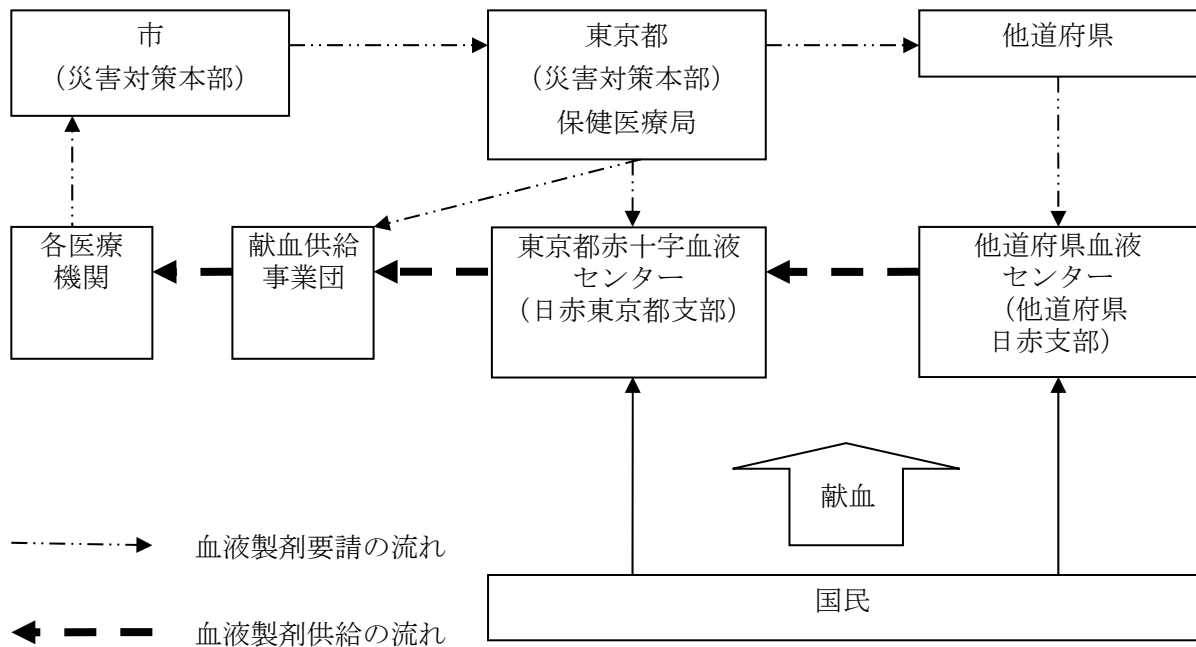 市
（災害対策本部）
東京都
（災害対策本部）
保健医療局
他道府県
各医療
機関
献血供給
事業団
東京都赤十字血液
センター
（日赤東京都支部）
他道府県血液
センター
（他道府県
日赤支部）
献血
血液製剤要請の流れ
国民
血液製剤供給の流れ